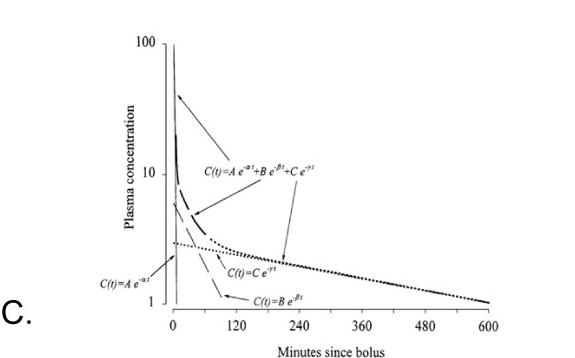 100
Plasma concentration
C(t)=A e^-αt+B e^-βt+C e^-γt
10
C(t)=A e^-αt
C(t)=C e^-γt
C(t)=B e^-βt
1
C.
0 120 240 360 480 600
Minutes since bolus